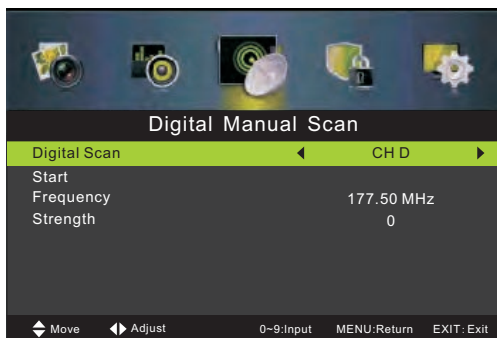 Digital Manual Scan
Digital Scan CH D
Start
Frequency 177.50 MHz
Strength 0
Move Adjust 0~9:Input MENU:Return EXIT:Exit